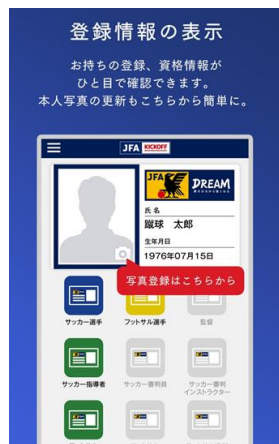 登録情報の表示
お持ちの登録、資格情報が
ひと目で確認できます。
本人写真の更新もこちらから簡単に。
JFA KICKOFF
JFA DREAM
氏名
蹴球 太郎
生年月日
1976年07月15日
写真登録はこちらから
サッカー選手 フットサル選手 監督
サッカー指導者 サッカー審判員 サッカー審判
インストラクター